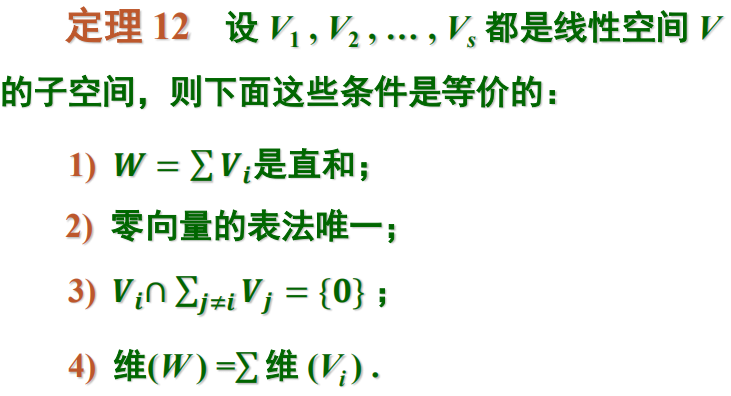 定理 12 设 V₁ , V₂ , … , Vₛ 都是线性空间 V
的子空间，则下面这些条件是等价的：
1) W = ∑ Vᵢ是直和；
2) 零向量的表法唯一；
3) Vᵢ∩ ∑_{j≠i} Vⱼ = {0} ；
4) 维(W ) =∑ 维 (Vᵢ ) .